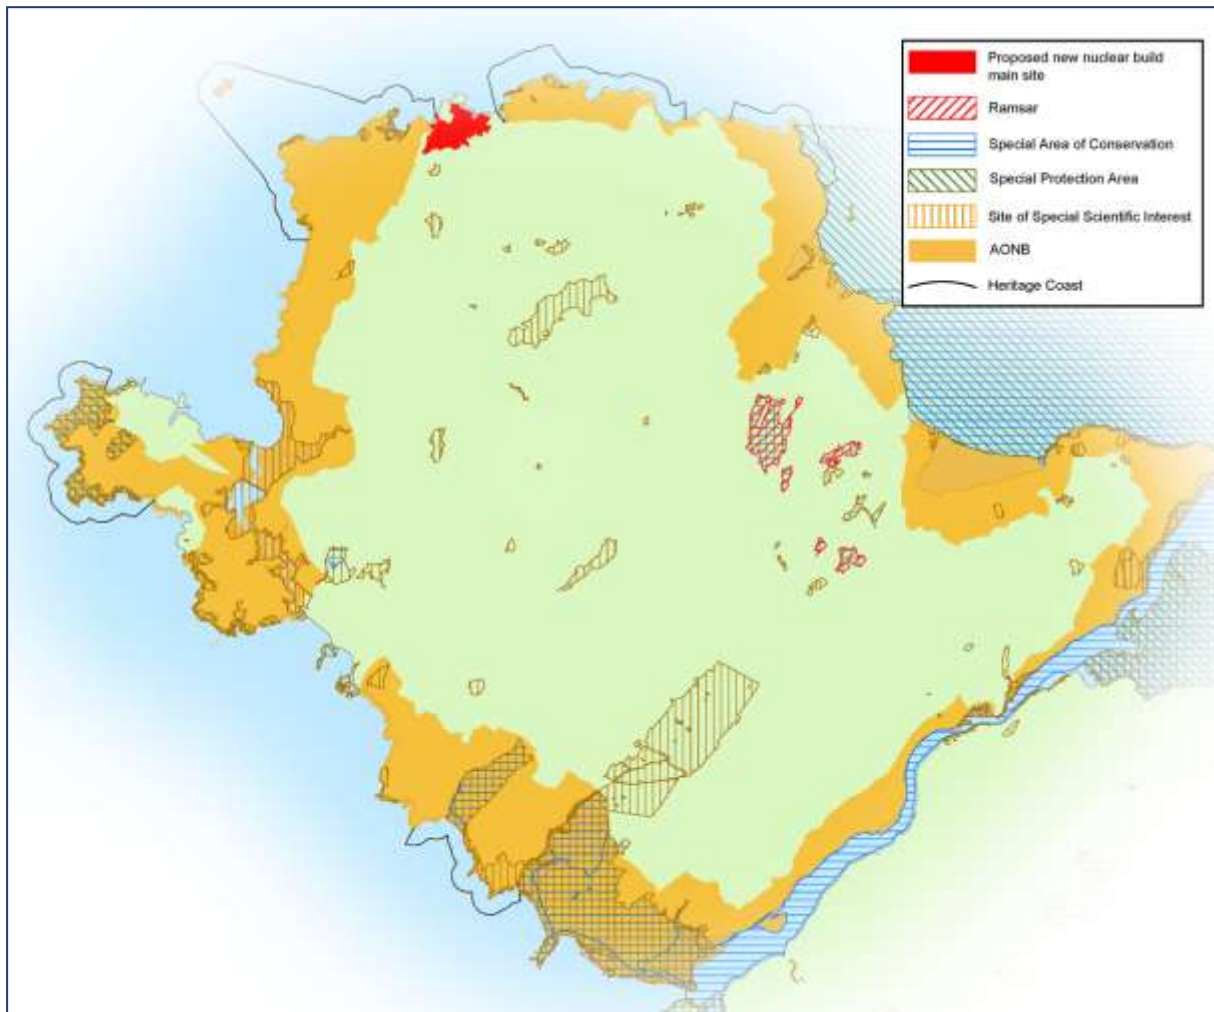 Proposed new nuclear build
main site
Ramsar
Special Area of Conservation
Special Protection Area
Site of Special Scientific Interest
AONB
Heritage Coast